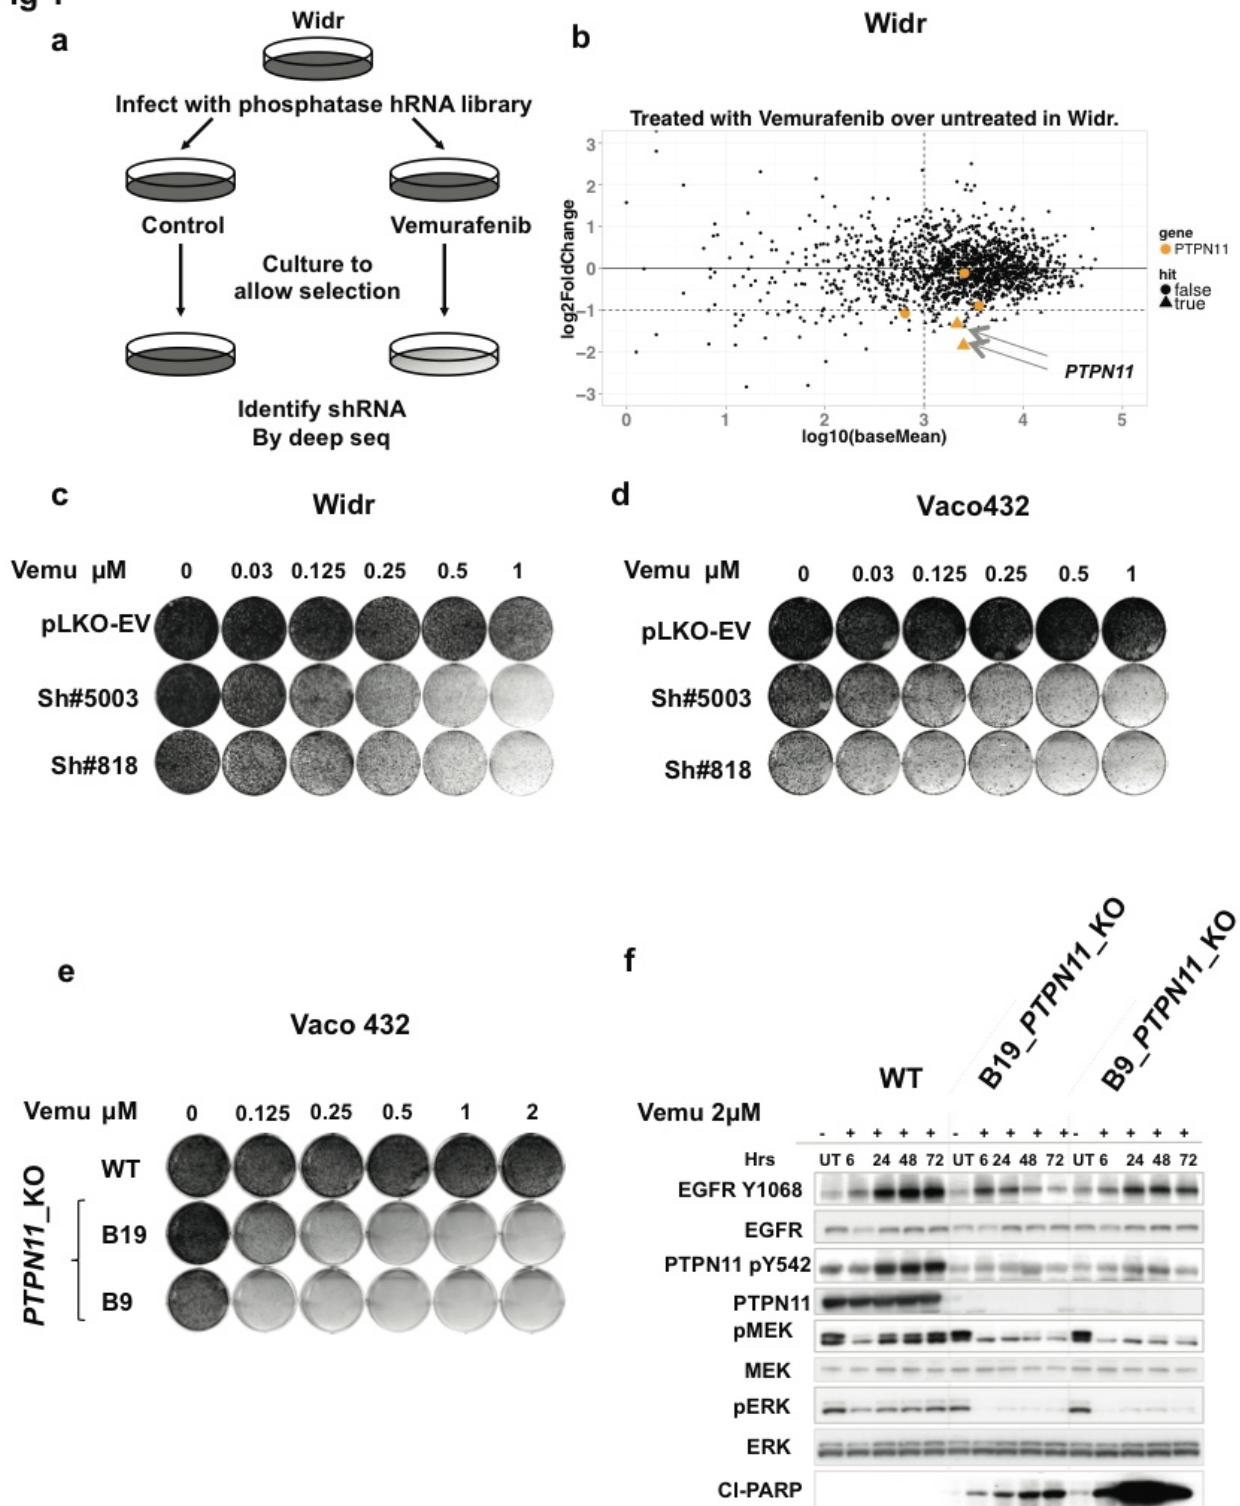 a
Widr
Infect with phosphatase hRNA library
Control
Vemurafenib
Culture to
allow selection
Identify shRNA
By deep seq
b
Widr
Treated with Vemurafenib over untreated in Widr.
log2FoldChange
3
2
1
0
−1
−2
−3
0 1 2 3 4 5
log10(baseMean)
PTPN11
gene
PTPN11
hit
false
true
c
Widr
Vemu µM 0 0.03 0.125 0.25 0.5 1
pLKO-EV
Sh#5003
Sh#818
d
Vaco432
Vemu µM 0 0.03 0.125 0.25 0.5 1
pLKO-EV
Sh#5003
Sh#818
e
Vaco 432
Vemu µM 0 0.125 0.25 0.5 1 2
WT
PTPN11_KO
B19
B9
f
WT
B19_PTPN11_KO
B9_PTPN11_KO
Vemu 2µM
- + + + + - + + + + - + + + +
Hrs UT 6 24 48 72 UT 6 24 48 72 UT 6 24 48 72
EGFR Y1068
EGFR
PTPN11 pY542
PTPN11
pMEK
MEK
pERK
ERK
Cl-PARP